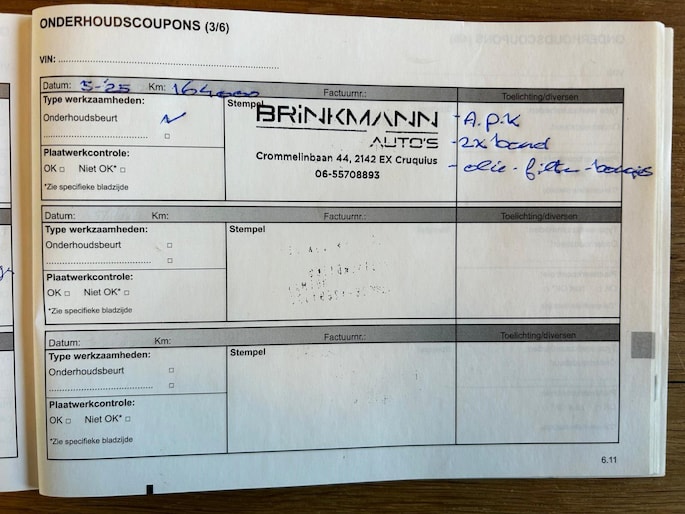 ONDERHOUDSCOUPONS (3/6)
VIN:
Datum: 5-'25 Km: 164000 Factuurnr.: Toelichting/diversen
Type werkzaamheden:
Onderhoudsbeurt
Plaatwerkcontrole:
OK □ Niet OK* □
*Zie specifieke bladzijde
Stempel
BRINKMANN
AUTO'S
Crommelinbaan 44, 2142 EX Cruquius
06-55708893
- A.p.k
- 2x band
- olie - filter -
Datum: Km: Factuurnr.: Toelichting/diversen
Type werkzaamheden:
Onderhoudsbeurt □
Plaatwerkcontrole:
OK □ Niet OK* □
*Zie specifieke bladzijde
Stempel
Datum: Km: Factuurnr.: Toelichting/diversen
Type werkzaamheden:
Onderhoudsbeurt □
Plaatwerkcontrole:
OK □ Niet OK* □
*Zie specifieke bladzijde
Stempel
6.11